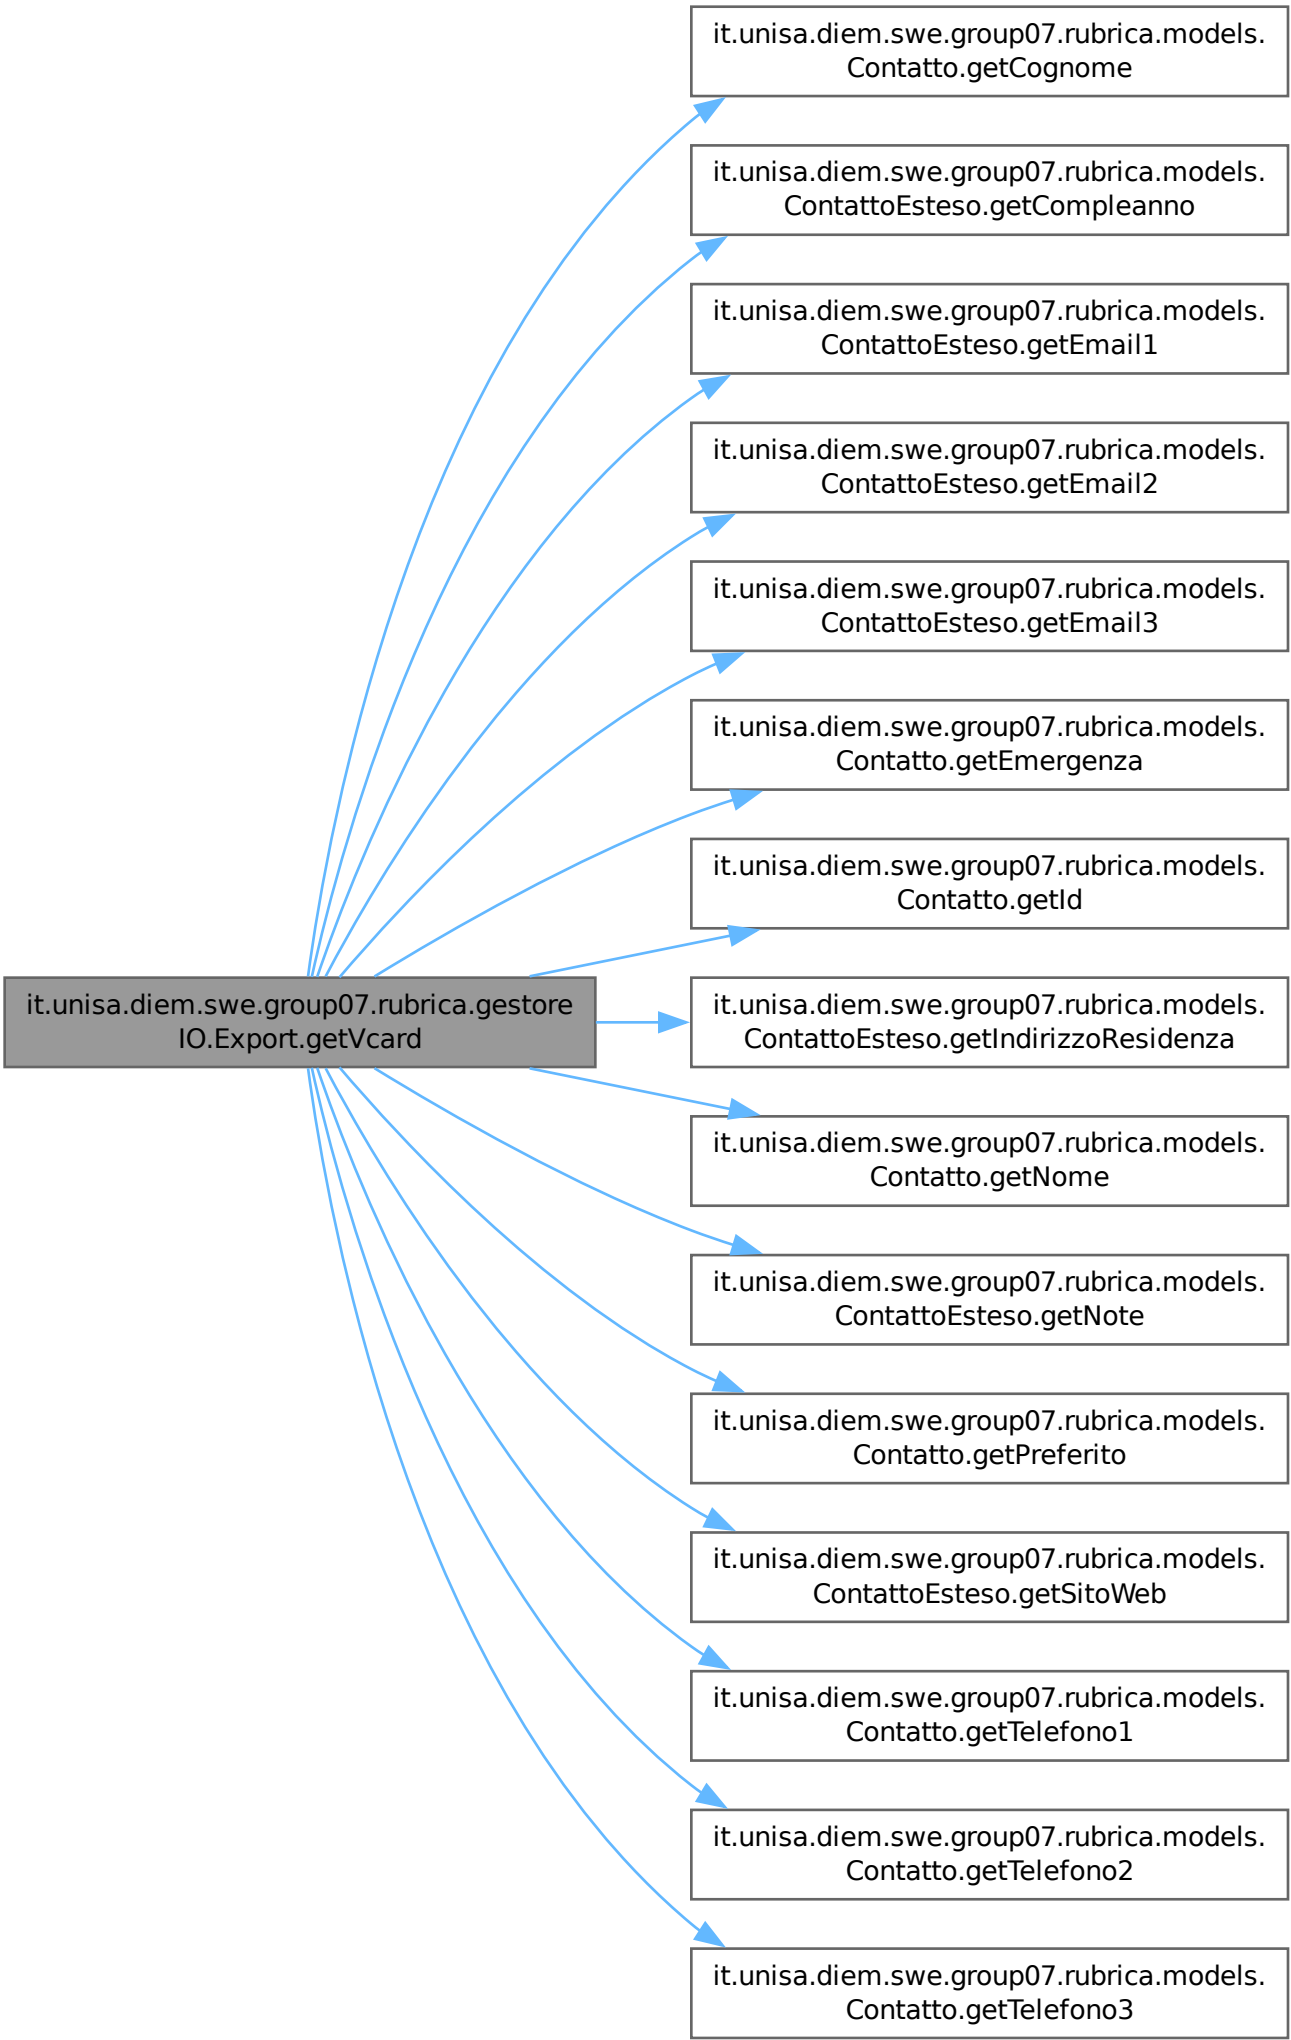 it.unisa.diem.swe.group07.rubrica.models.
Contatto.getCognome
it.unisa.diem.swe.group07.rubrica.models.
ContattoEsteso.getCompleanno
it.unisa.diem.swe.group07.rubrica.models.
ContattoEsteso.getEmail1
it.unisa.diem.swe.group07.rubrica.models.
ContattoEsteso.getEmail2
it.unisa.diem.swe.group07.rubrica.models.
ContattoEsteso.getEmail3
it.unisa.diem.swe.group07.rubrica.models.
Contatto.getEmergenza
it.unisa.diem.swe.group07.rubrica.models.
Contatto.getId
it.unisa.diem.swe.group07.rubrica.gestore
IO.Export.getVcard
it.unisa.diem.swe.group07.rubrica.models.
ContattoEsteso.getIndirizzoResidenza
it.unisa.diem.swe.group07.rubrica.models.
Contatto.getNome
it.unisa.diem.swe.group07.rubrica.models.
ContattoEsteso.getNote
it.unisa.diem.swe.group07.rubrica.models.
Contatto.getPreferito
it.unisa.diem.swe.group07.rubrica.models.
ContattoEsteso.getSitoWeb
it.unisa.diem.swe.group07.rubrica.models.
Contatto.getTelefono1
it.unisa.diem.swe.group07.rubrica.models.
Contatto.getTelefono2
it.unisa.diem.swe.group07.rubrica.models.
Contatto.getTelefono3